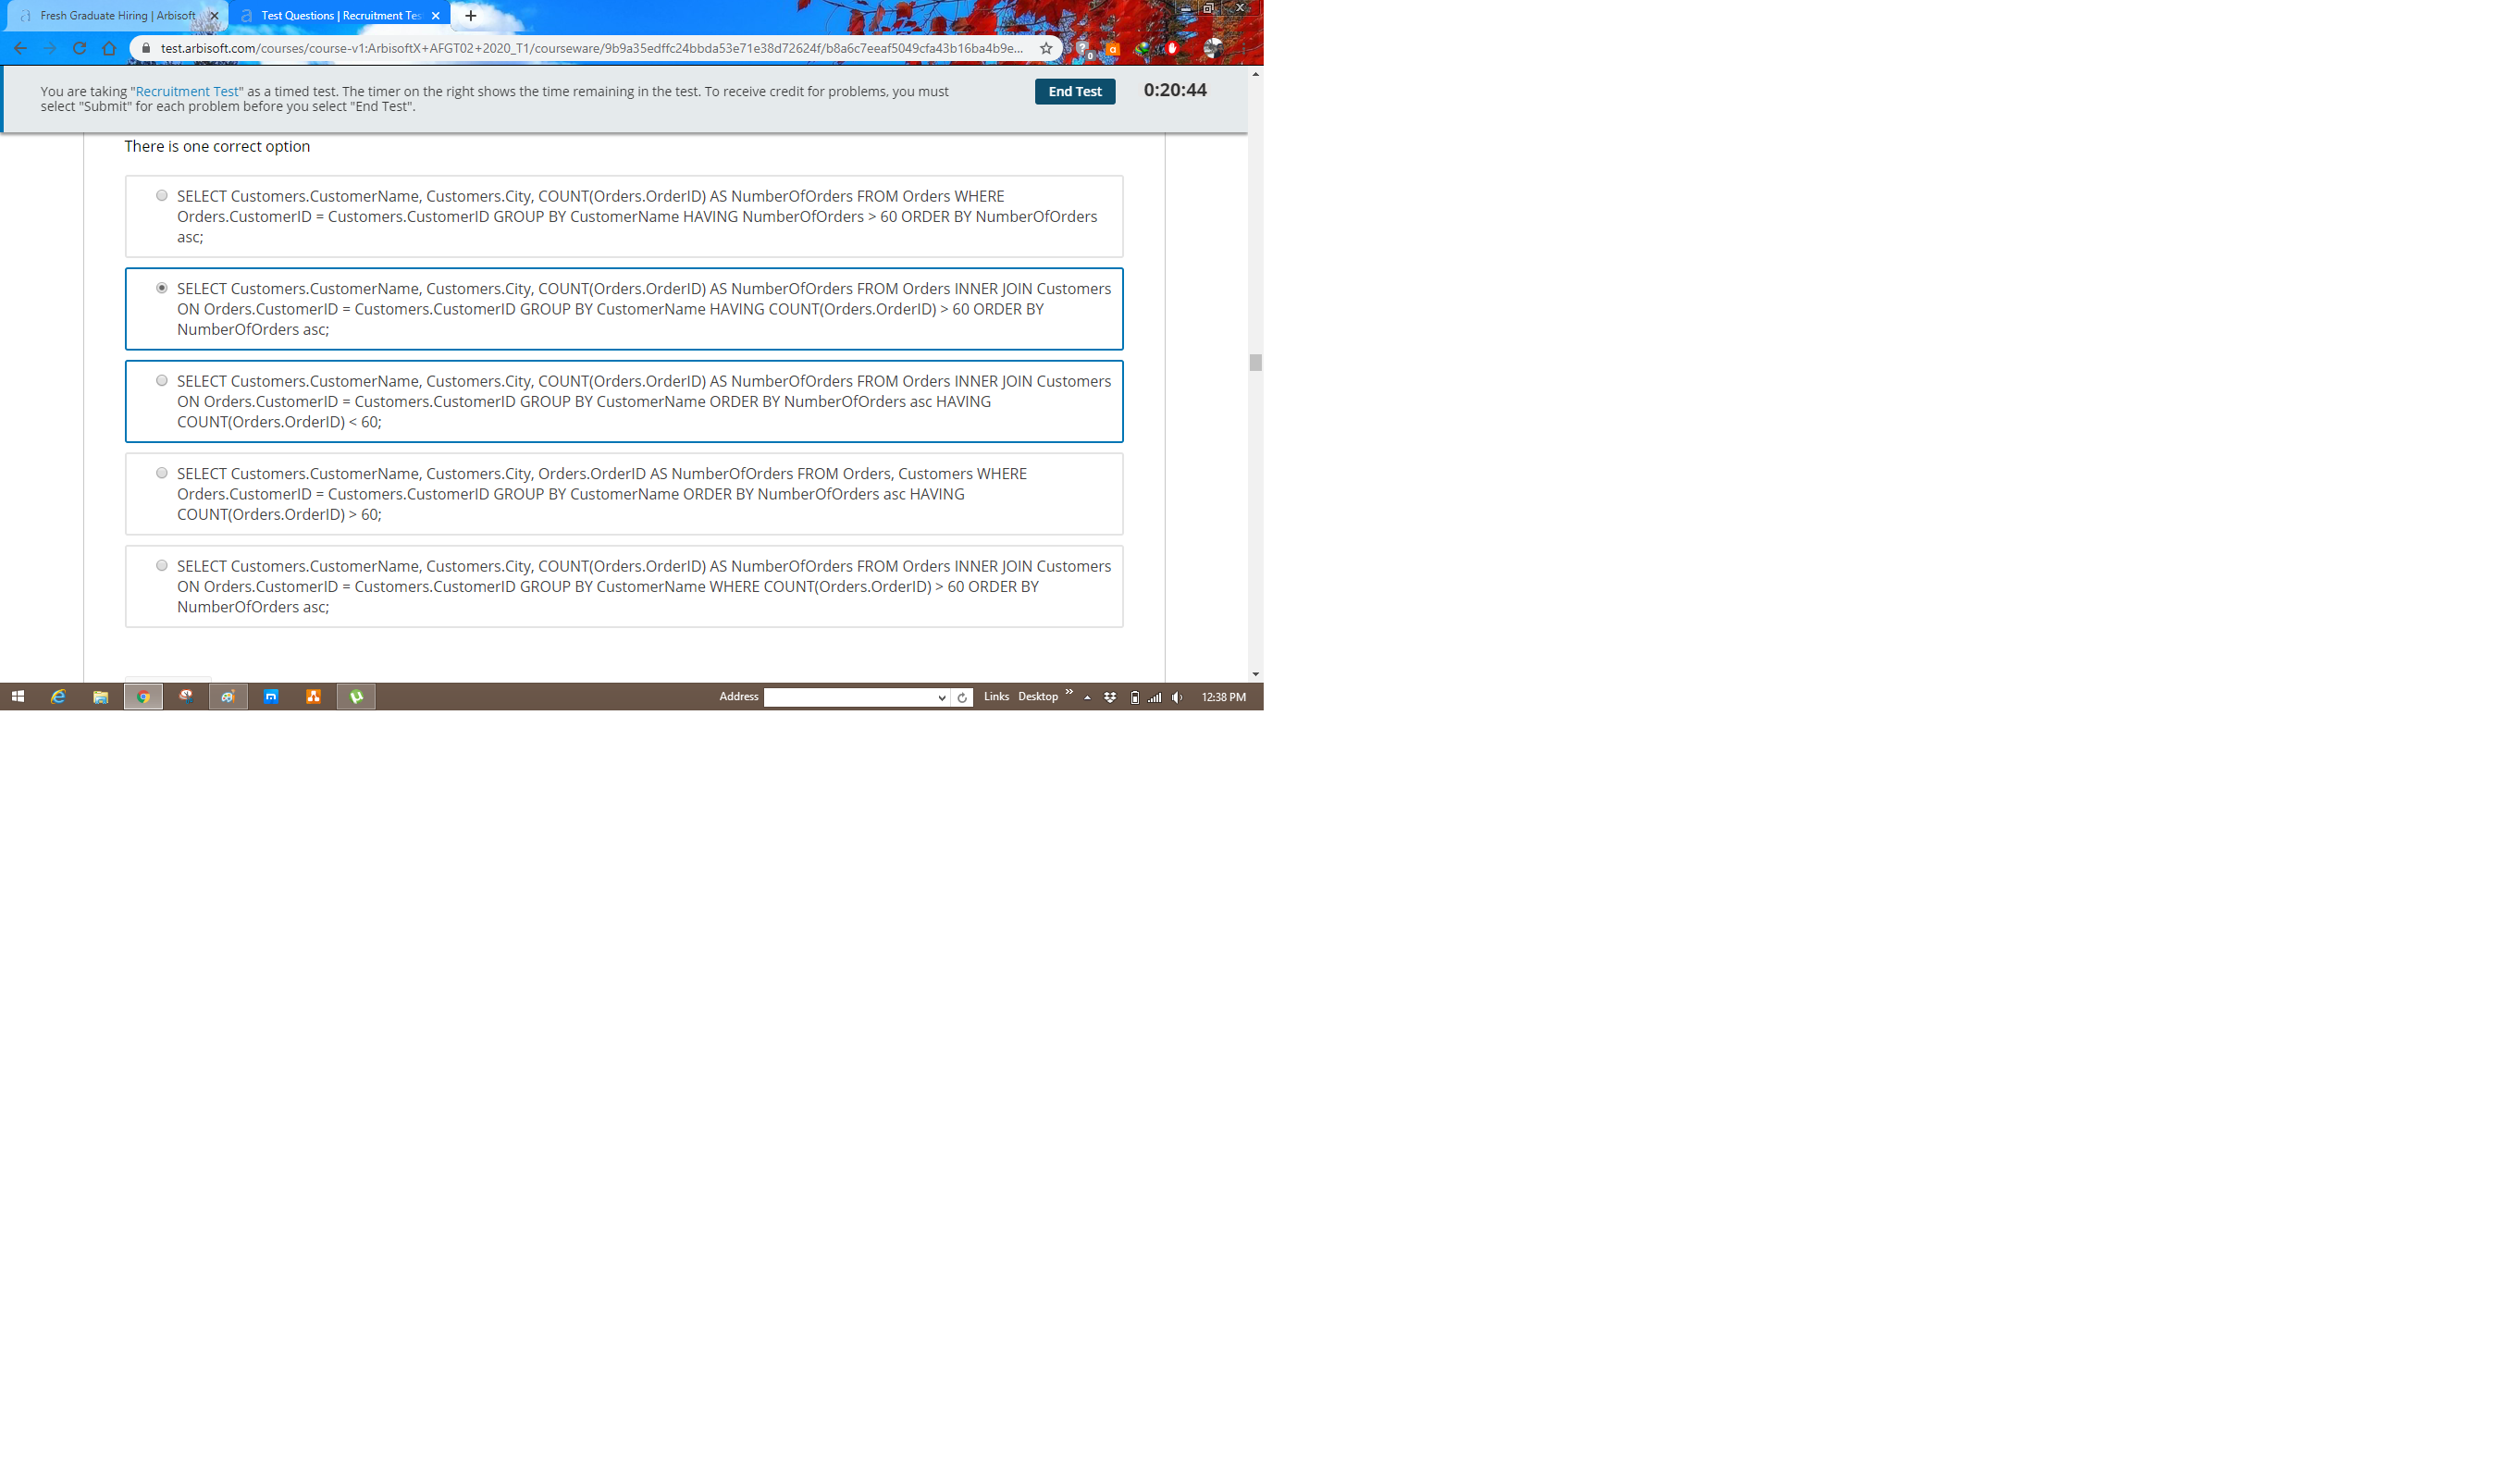 Fresh Graduate Hiring | Arbisoft
Test Questions | Recruitment Tes
test.arbisoft.com/courses/course-v1:ArbisoftX+AFGT02+2020_T1/courseware/9b9a35edffc24bbda53e71e38d72624f/b8a6c7eeaf5049cfa43b16ba4b9e...
You are taking "Recruitment Test" as a timed test. The timer on the right shows the time remaining in the test. To receive credit for problems, you must
select "Submit" for each problem before you select "End Test".
End Test
0:20:44
There is one correct option
SELECT Customers.CustomerName, Customers.City, COUNT(Orders.OrderID) AS NumberOfOrders FROM Orders WHERE
Orders.CustomerID = Customers.CustomerID GROUP BY CustomerName HAVING NumberOfOrders > 60 ORDER BY NumberOfOrders
asc;
SELECT Customers.CustomerName, Customers.City, COUNT(Orders.OrderID) AS NumberOfOrders FROM Orders INNER JOIN Customers
ON Orders.CustomerID = Customers.CustomerID GROUP BY CustomerName HAVING COUNT(Orders.OrderID) > 60 ORDER BY
NumberOfOrders asc;
SELECT Customers.CustomerName, Customers.City, COUNT(Orders.OrderID) AS NumberOfOrders FROM Orders INNER JOIN Customers
ON Orders.CustomerID = Customers.CustomerID GROUP BY CustomerName ORDER BY NumberOfOrders asc HAVING
COUNT(Orders.OrderID) < 60;
SELECT Customers.CustomerName, Customers.City, Orders.OrderID AS NumberOfOrders FROM Orders, Customers WHERE
Orders.CustomerID = Customers.CustomerID GROUP BY CustomerName ORDER BY NumberOfOrders asc HAVING
COUNT(Orders.OrderID) > 60;
SELECT Customers.CustomerName, Customers.City, COUNT(Orders.OrderID) AS NumberOfOrders FROM Orders INNER JOIN Customers
ON Orders.CustomerID = Customers.CustomerID GROUP BY CustomerName WHERE COUNT(Orders.OrderID) > 60 ORDER BY
NumberOfOrders asc;
Address
Links
Desktop
12:38 PM